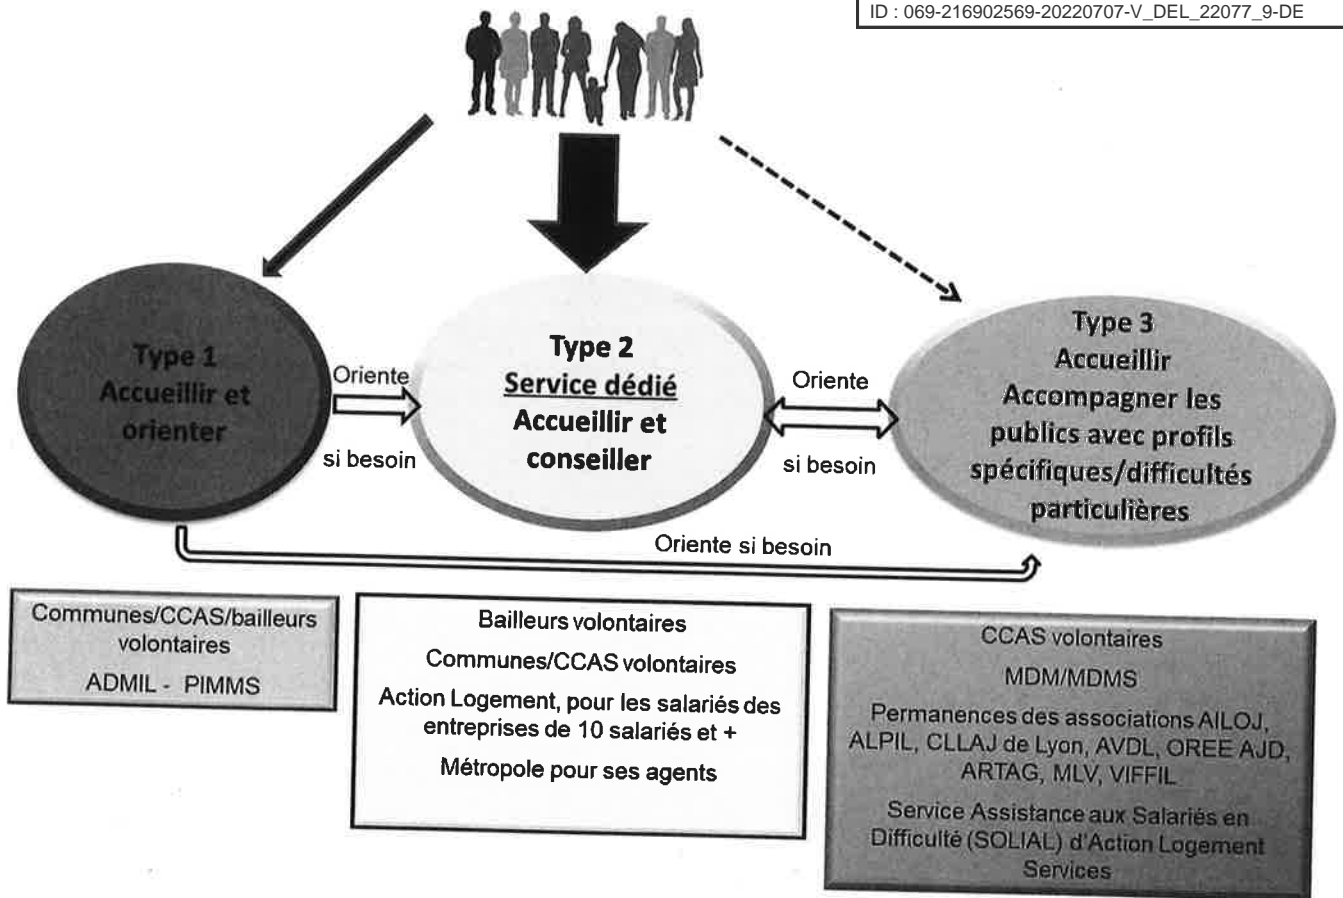 ID : 069-216902569-20220707-V_DEL_22077_9-DE
Type 1
Accueillir et
orienter
Oriente
si besoin
Type 2
Service dédié
Accueillir et
conseiller
Oriente
si besoin
Type 3
Accueillir
Accompagner les
publics avec profils
spécifiques/difficultés
particulières
Oriente si besoin
Communes/CCAS/bailleurs
volontaires
ADMIL - PIMMS
Bailleurs volontaires
Communes/CCAS volontaires
Action Logement, pour les salariés des
entreprises de 10 salariés et +
Métropole pour ses agents
CCAS volontaires
MDM/MDMS
Permanences des associations AILOJ,
ALPIL, CLLAJ de Lyon, AVDL, OREE AJD,
ARTAG, MLV, VIFFIL
Service Assistance aux Salariés en
Difficulté (SOLIAL) d'Action Logement
Services